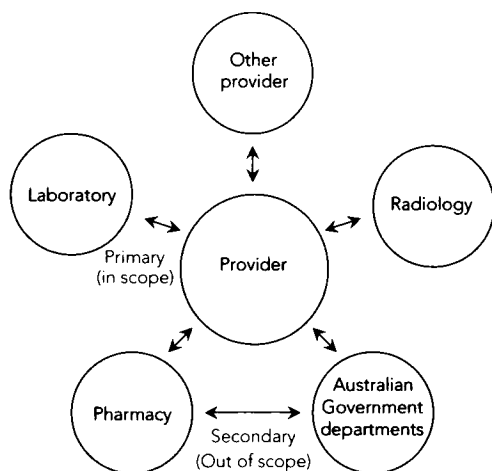 Other
provider
Laboratory
Radiology
Primary
(in scope)
Provider
Pharmacy
Australian
Government
departments
Secondary
(Out of scope)